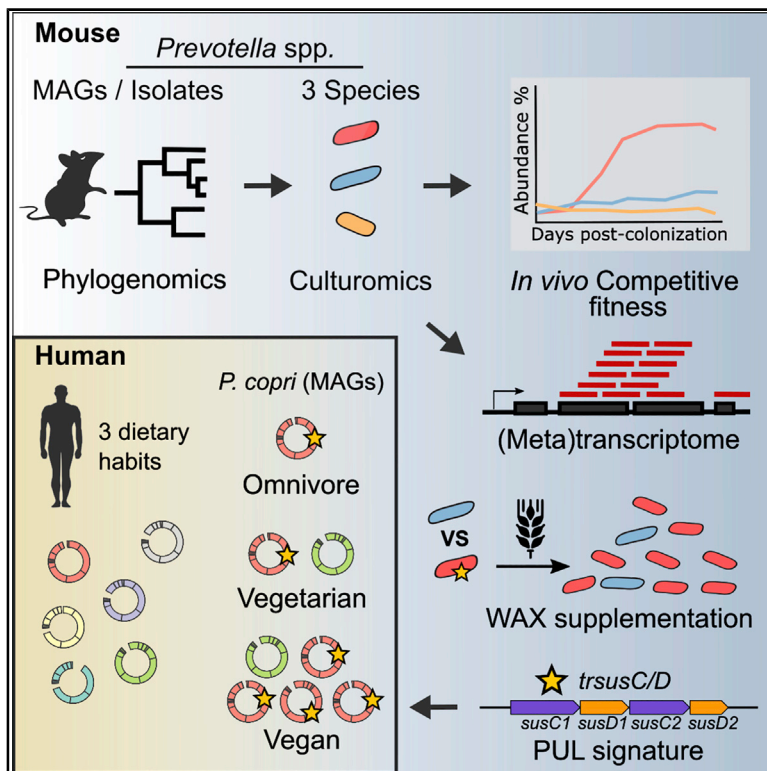 Mouse
Prevotella spp.
MAGs / Isolates
3 Species
Abundance %
Days post-colonization
Phylogenomics
Culturomics
In vivo Competitive
fitness
(Meta)transcriptome
VS
WAX supplementation
trsusC/D
susC1
susD1
susC2
susD2
PUL signature
Human
P. copri (MAGs)
3 dietary
habits
Omnivore
Vegetarian
Vegan